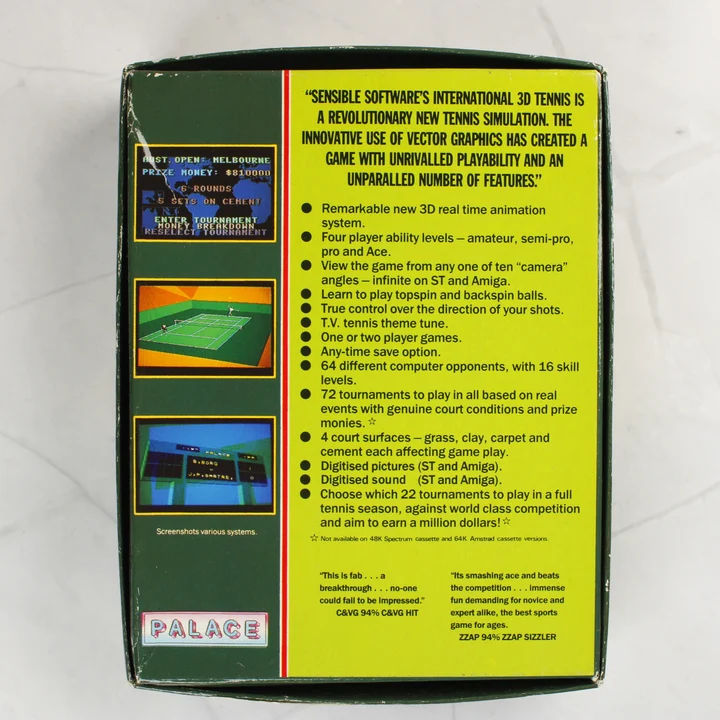 AUST. OPEN: MELBOURNE
PRIZE MONEY: $810000
6 ROUNDS
5 SETS ON CEMENT
ENTER TOURNAMENT
MONEY BREAKDOWN
RESELECT TOURNAMENT
S.BORG
Screenshots various systems.
PALACE
“SENSIBLE SOFTWARE’S INTERNATIONAL 3D TENNIS IS
A REVOLUTIONARY NEW TENNIS SIMULATION. THE
INNOVATIVE USE OF VECTOR GRAPHICS HAS CREATED A
GAME WITH UNRIVALLED PLAYABILITY AND AN
UNPARALLED NUMBER OF FEATURES.”
● Remarkable new 3D real time animation
system.
● Four player ability levels – amateur, semi-pro,
pro and Ace.
● View the game from any one of ten “camera”
angles – infinite on ST and Amiga.
● Learn to play topspin and backspin balls.
● True control over the direction of your shots.
● T.V. tennis theme tune.
● One or two player games.
● Any-time save option.
● 64 different computer opponents, with 16 skill
levels.
● 72 tournaments to play in all based on real
events with genuine court conditions and prize
monies. ☆
● 4 court surfaces – grass, clay, carpet and
cement each affecting game play.
● Digitised pictures (ST and Amiga).
● Digitised sound (ST and Amiga).
● Choose which 22 tournaments to play in a full
tennis season, against world class competition
and aim to earn a million dollars! ☆
☆ Not available on 48K Spectrum cassette and 64K Amstrad cassette versions.
“This is fab . . . a
breakthrough . . . no-one
could fail to be impressed.”
C&VG 94% C&VG HIT
“Its smashing ace and beats
the competition . . . immense
fun demanding for novice and
expert alike, the best sports
game for ages.
ZZAP 94% ZZAP SIZZLER